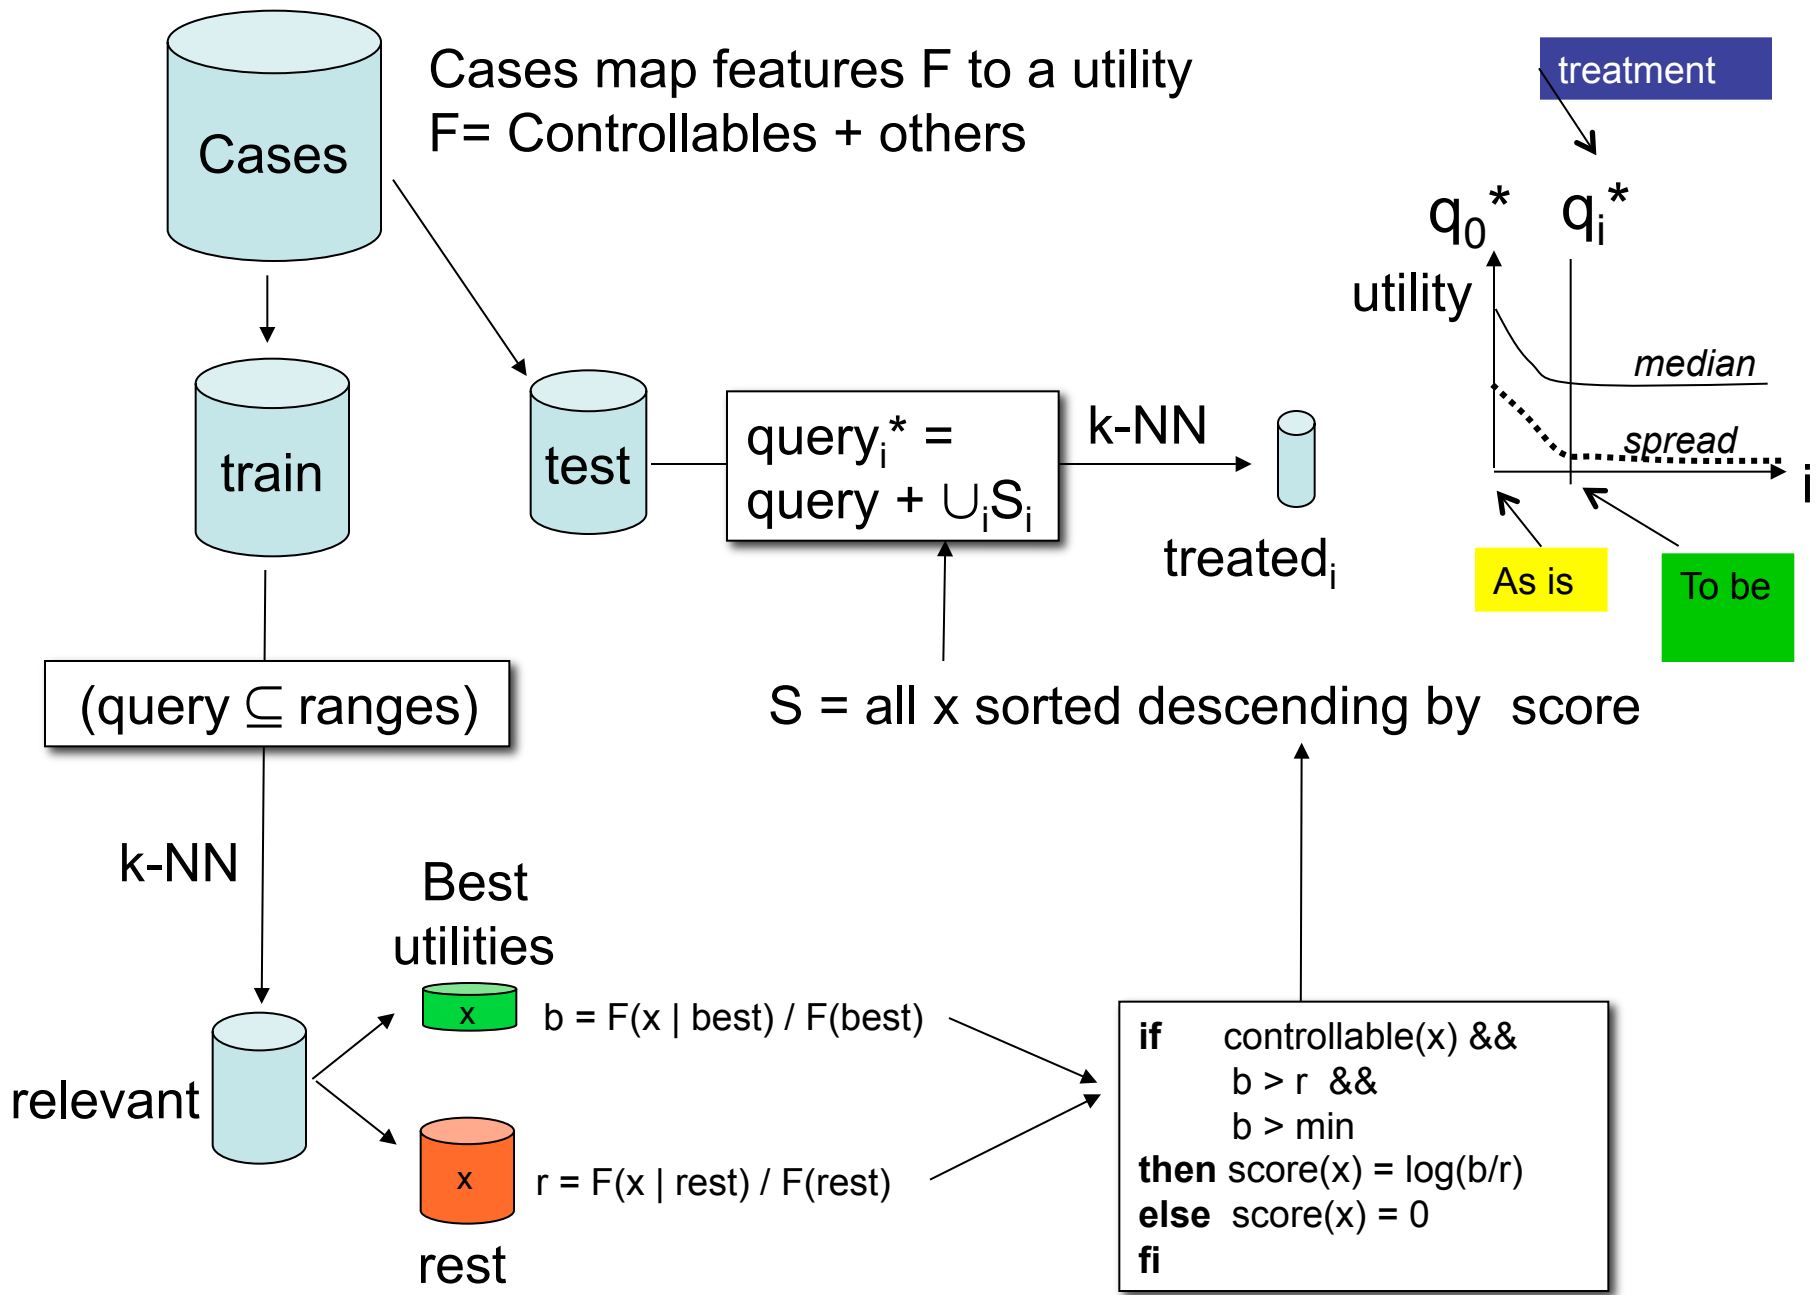 Cases
Cases map features F to a utility
F= Controllables + others
treatment
q₀* qᵢ*
utility
median
spread
i
As is
To be
train
test
queryᵢ* =
query + ∪ᵢSᵢ
k-NN
treatedᵢ
(query ⊆ ranges)
S = all x sorted descending by score
k-NN
Best
utilities
x
b = F(x | best) / F(best)
relevant
x
r = F(x | rest) / F(rest)
rest
if controllable(x) &&
b > r &&
b > min
then score(x) = log(b/r)
else score(x) = 0
fi